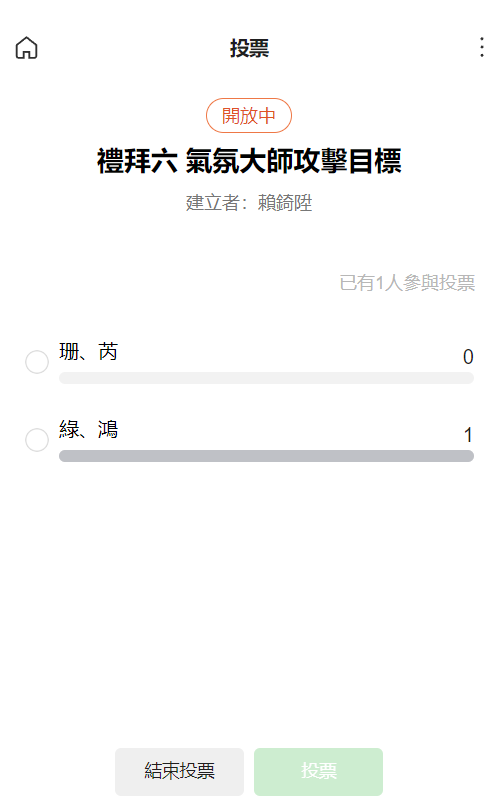 投票
開放中
禮拜六 氣氛大師攻擊目標
建立者：賴錡陞
已有1人參與投票
珊、芮
0
綠、鴻
1
結束投票
投票